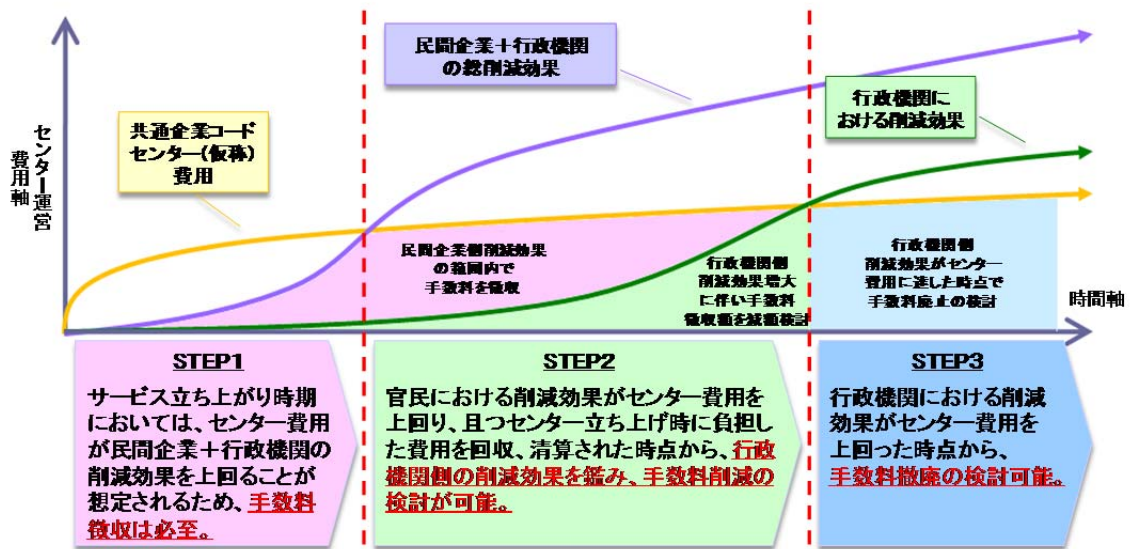 センター運営
費用軸
民間企業+行政機関
の総削減効果
行政機関に
おける削減効果
共通企業コード
センター(仮称)
費用
民間企業側削減効果
の範囲内で
手数料を徴収
行政機関側
削減効果増大
に伴い手数料
徴収額を減額検討
行政機関側
削減効果がセンター
費用に達した時点で
手数料廃止の検討
時間軸
STEP1
サービス立ち上がり時期
においては、センター費用
が民間企業+行政機関の
削減効果を上回ることが
想定されるため、手数料
徴収は必至。
STEP2
官民における削減効果がセンター費用を
上回り、且つセンター立ち上げ時に負担し
た費用を回収、清算された時点から、行政
機関側の削減効果を鑑み、手数料削減の
検討が可能。
STEP3
行政機関における削減
効果がセンター費用を
上回った時点から、
手数料撤廃の検討可能。